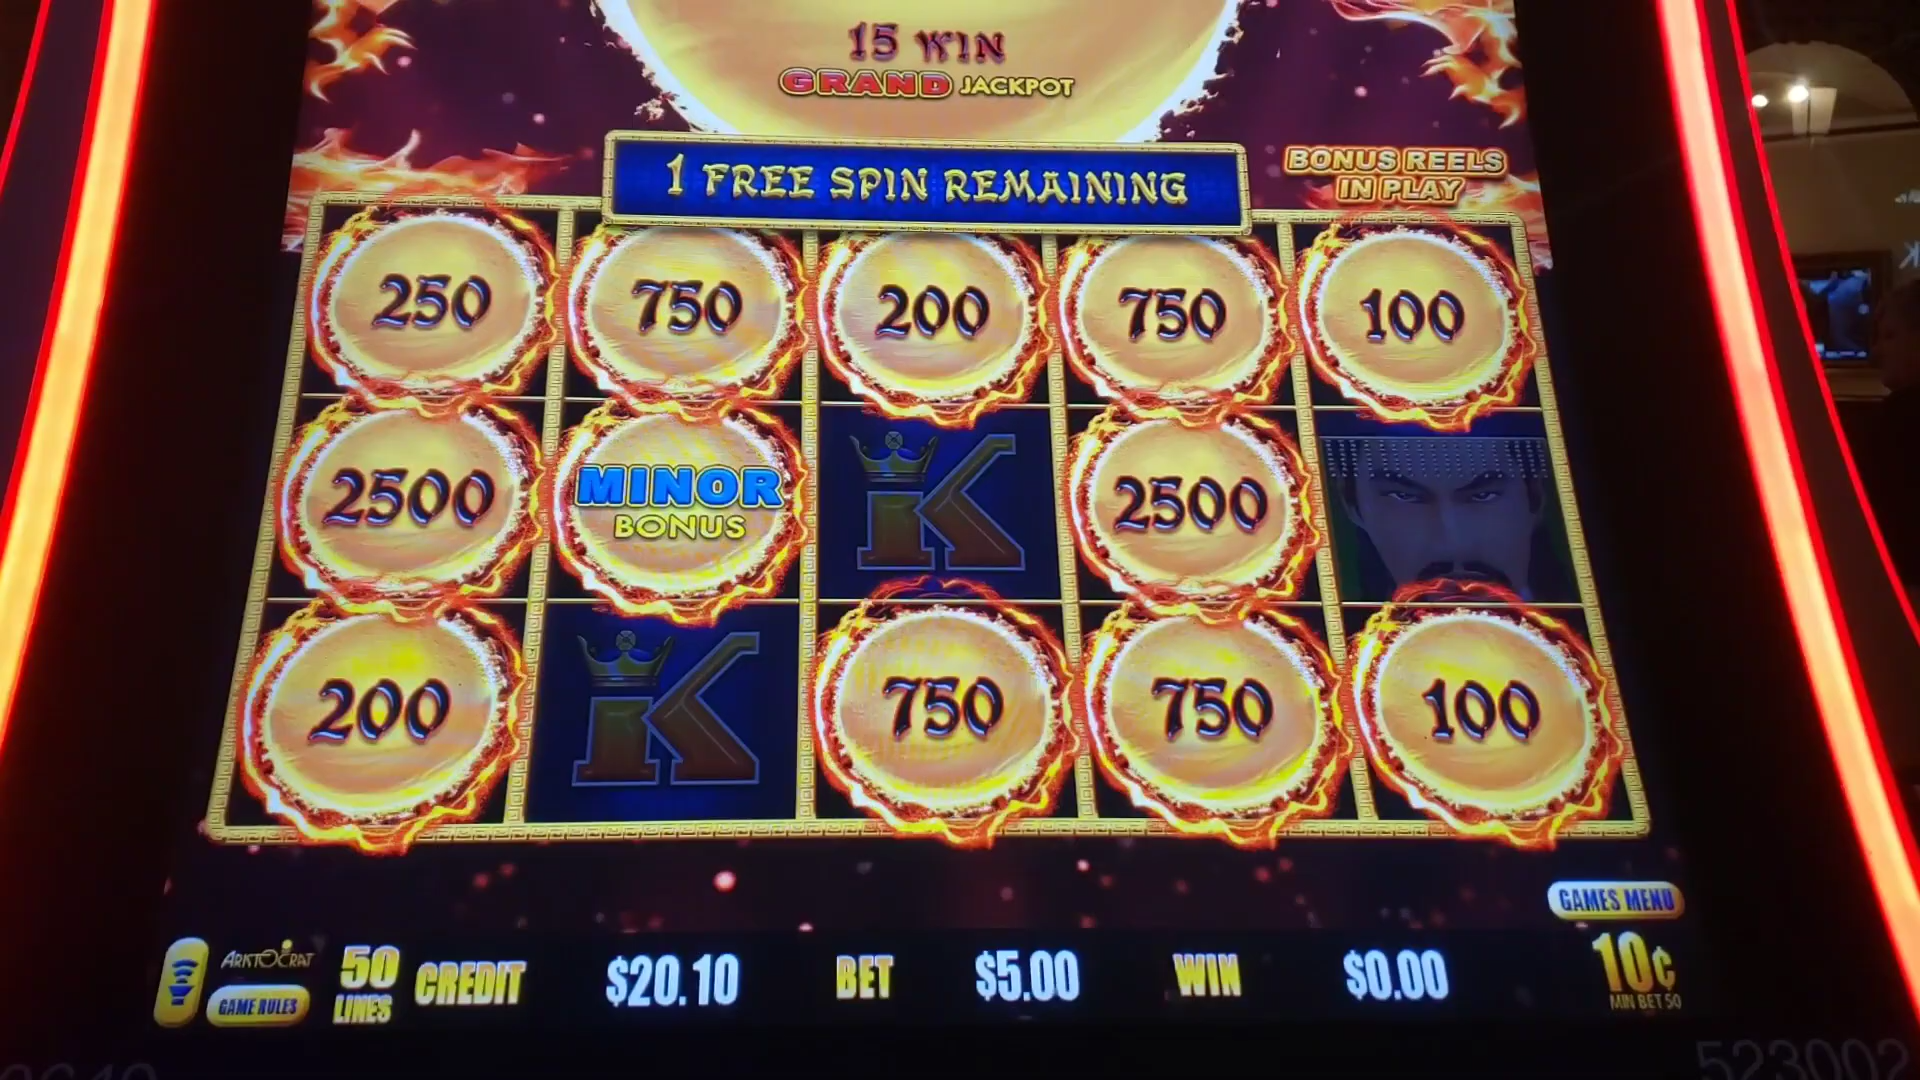 15 WIN
GRAND JACKPOT
1 FREE SPIN REMAINING
BONUS REELS
IN PLAY
250 750 200 750 100
2500 MINOR
BONUS K 2500
200 K 750 750 100
GAMES MENU
ARISTOCRAT
GAME RULES
50
LINES
CREDIT $20.10 BET $5.00 WIN $0.00
10¢
MIN BET 50
523002